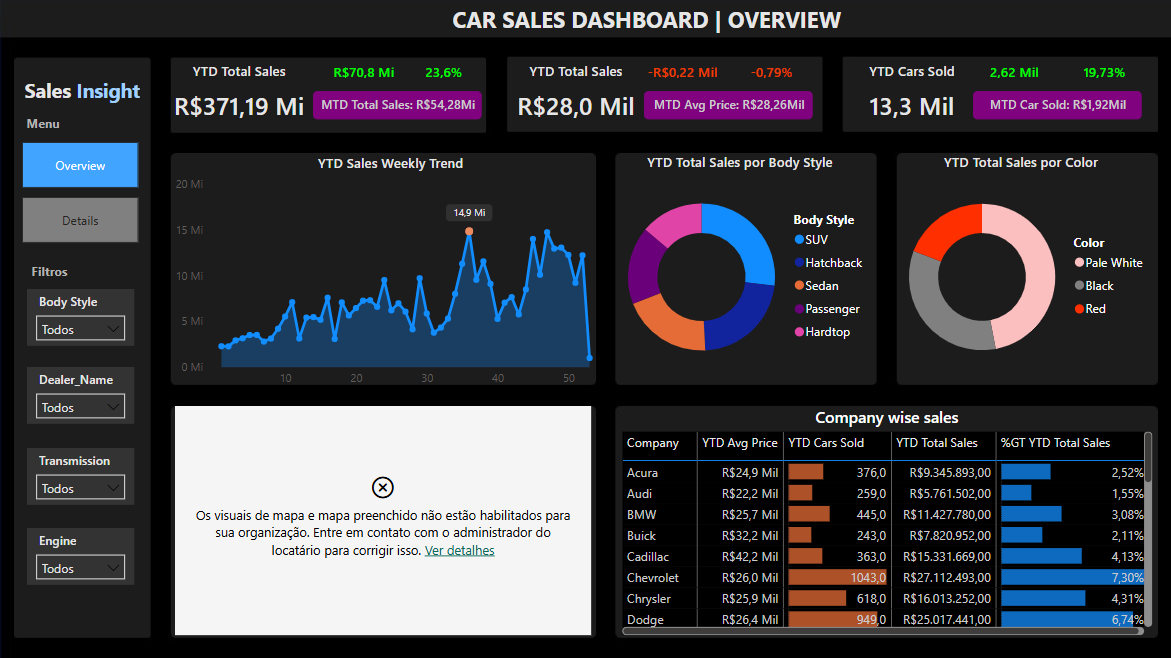 CAR SALES DASHBOARD | OVERVIEW
Sales Insight
Menu
Overview
Details
Filtros
Body Style
Todos
Dealer_Name
Todos
Transmission
Todos
Engine
Todos
YTD Total Sales R$70,8 Mi 23,6%
R$371,19 Mi MTD Total Sales: R$54,28Mi
YTD Total Sales -R$0,22 Mil -0,79%
R$28,0 Mil MTD Avg Price: R$28,26Mil
YTD Cars Sold 2,62 Mil 19,73%
13,3 Mil MTD Car Sold: R$1,92Mil
YTD Sales Weekly Trend
20 Mi
15 Mi
10 Mi
5 Mi
0 Mi
14,9 Mi
10 20 30 40 50
YTD Total Sales por Body Style
Body Style
SUV
Hatchback
Sedan
Passenger
Hardtop
YTD Total Sales por Color
Color
Pale White
Black
Red
Os visuais de mapa e mapa preenchido não estão habilitados para
sua organização. Entre em contato com o administrador do
locatário para corrigir isso. Ver detalhes
Company wise sales
Company YTD Avg Price YTD Cars Sold YTD Total Sales %GT YTD Total Sales
Acura R$24,9 Mil 376,0 R$9.345.893,00 2,52%
Audi R$22,2 Mil 259,0 R$5.761.502,00 1,55%
BMW R$25,7 Mil 445,0 R$11.427.780,00 3,08%
Buick R$32,2 Mil 243,0 R$7.820.952,00 2,11%
Cadillac R$42,2 Mil 363,0 R$15.331.669,00 4,13%
Chevrolet R$26,0 Mil 1043,0 R$27.112.493,00 7,30%
Chrysler R$25,9 Mil 618,0 R$16.013.252,00 4,31%
Dodge R$26,4 Mil 949,0 R$25.017.441,00 6,74%